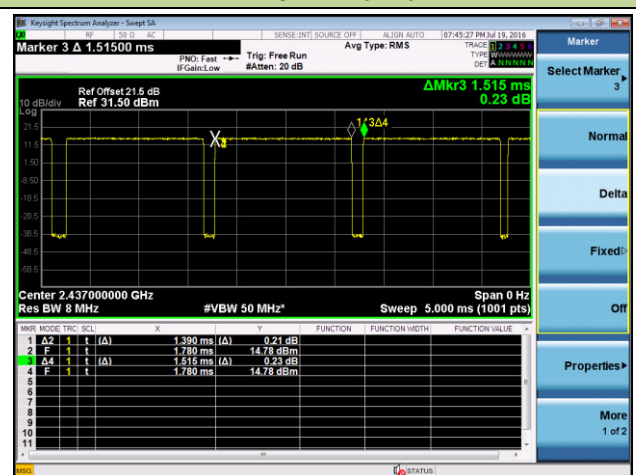 Keysight Spectrum Analyzer - Swept SA
LXI RF 50 Ω AC SENSE:INT SOURCE OFF ALIGN AUTO 07:45:27 PM Jul 19, 2016
Marker 3 Δ 1.51500 ms
Avg Type: RMS
TRACE 1 2 3 4 5 6
TYPE WWWWWW
DET A N N N N N
PNO: Fast
IFGain:Low
Trig: Free Run
#Atten: 20 dB
ΔMkr3 1.515 ms
0.23 dB
Ref Offset 21.5 dB
10 dB/div Ref 31.50 dBm
Log
21.5
11.5
1.50
-8.50
-18.5
-28.5
-38.5
-48.5
-58.5
3Δ4
Center 2.437000000 GHz Span 0 Hz
Res BW 8 MHz #VBW 50 MHz* Sweep 5.000 ms (1001 pts)
MKR MODE TRC SCL X Y FUNCTION FUNCTION WIDTH FUNCTION VALUE
1 Δ2 1 t (Δ) 1.390 ms (Δ) 0.21 dB
2 F 1 t 1.780 ms 14.78 dBm
3 Δ4 1 t (Δ) 1.515 ms (Δ) 0.23 dB
4 F 1 t 1.780 ms 14.78 dBm
5
6
7
8
9
10
11
MSG STATUS
Marker
Select Marker
3
Normal
Delta
Fixed
Off
Properties
More
1 of 2